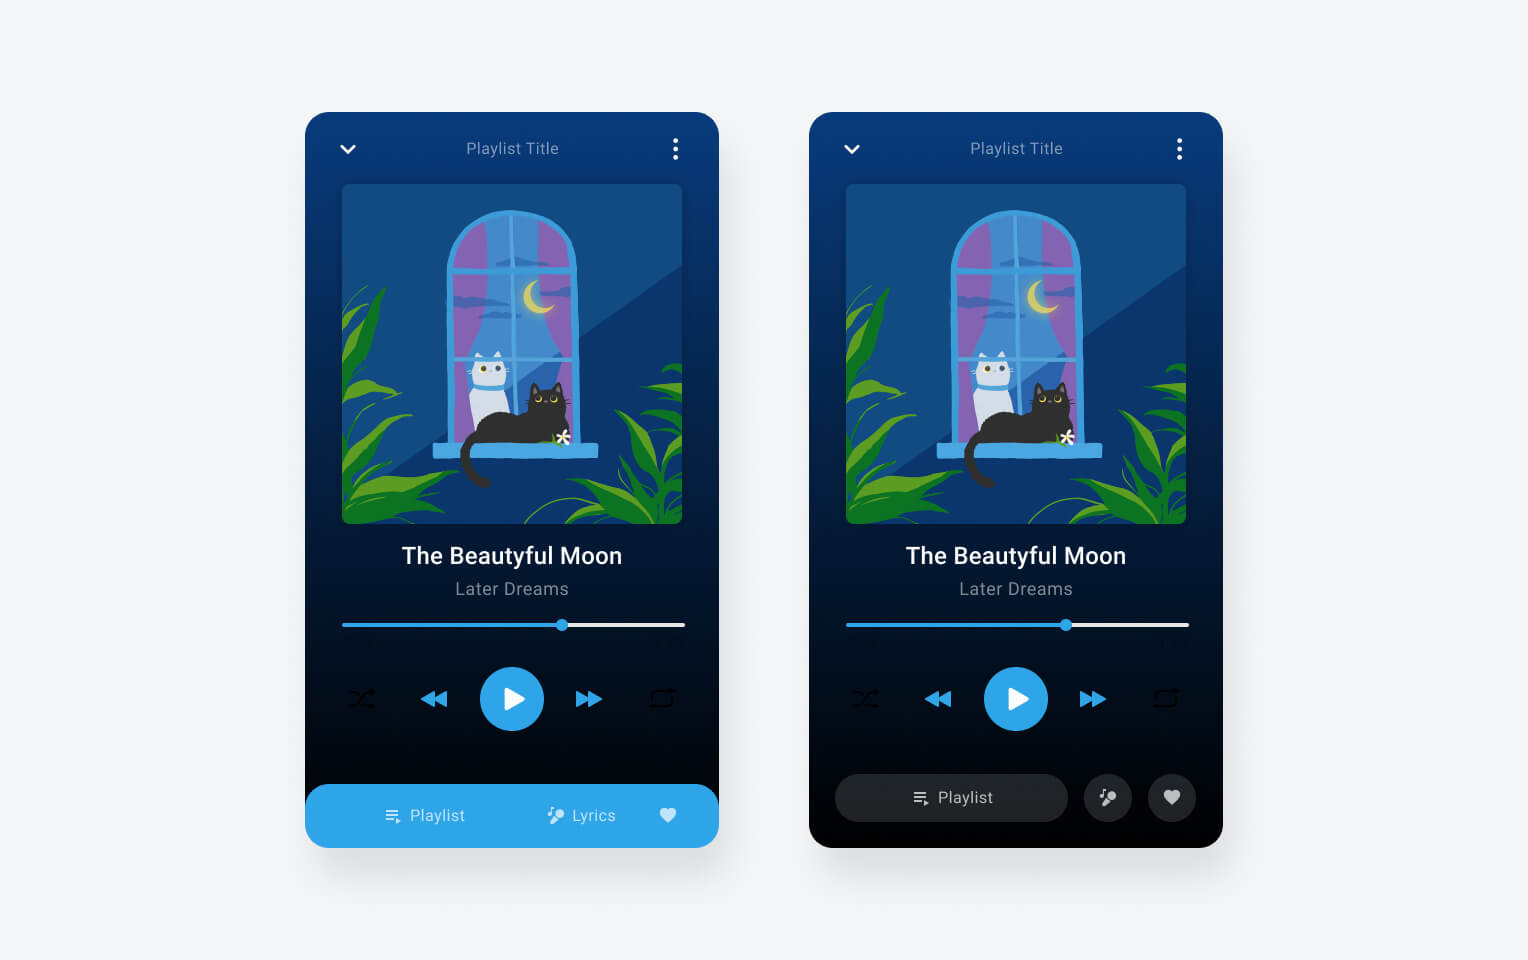 Playlist Title
The Beautyful Moon
Later Dreams
Playlist
Lyrics
Playlist Title
The Beautyful Moon
Later Dreams
Playlist